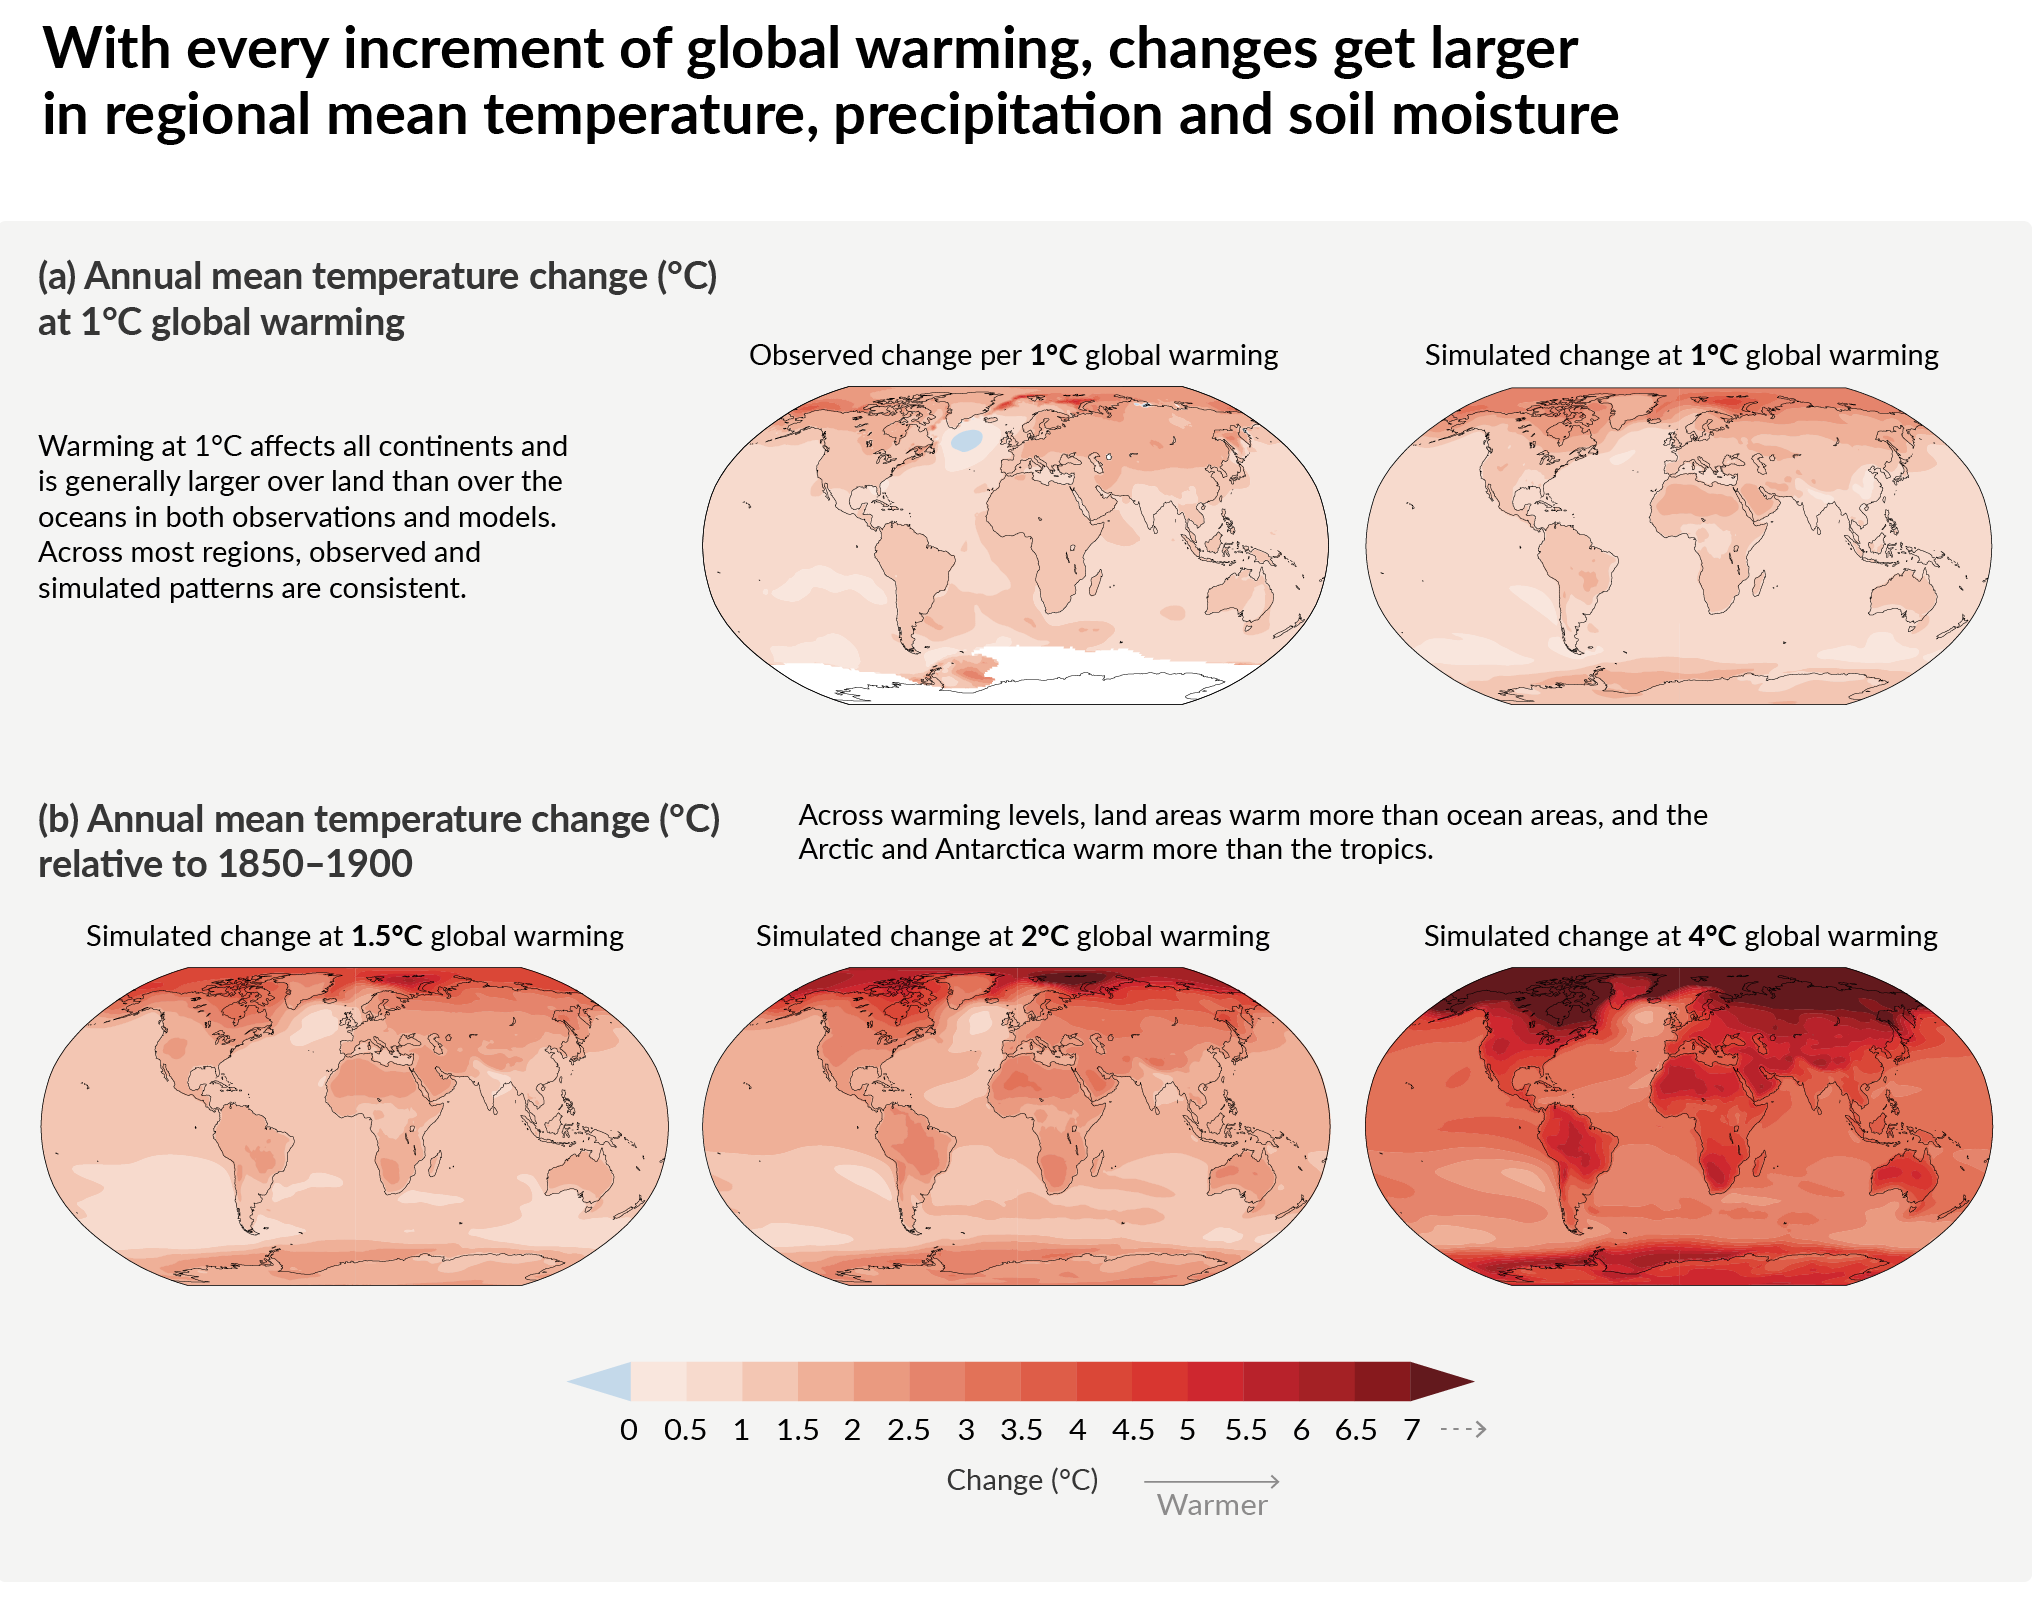 With every increment of global warming, changes get larger
in regional mean temperature, precipitation and soil moisture
(a) Annual mean temperature change (°C)
at 1°C global warming
Warming at 1°C affects all continents and
is generally larger over land than over the
oceans in both observations and models.
Across most regions, observed and
simulated patterns are consistent.
Observed change per 1°C global warming
Simulated change at 1°C global warming
(b) Annual mean temperature change (°C)
relative to 1850–1900
Across warming levels, land areas warm more than ocean areas, and the
Arctic and Antarctica warm more than the tropics.
Simulated change at 1.5°C global warming
Simulated change at 2°C global warming
Simulated change at 4°C global warming
0 0.5 1 1.5 2 2.5 3 3.5 4 4.5 5 5.5 6 6.5 7
Change (°C)
Warmer